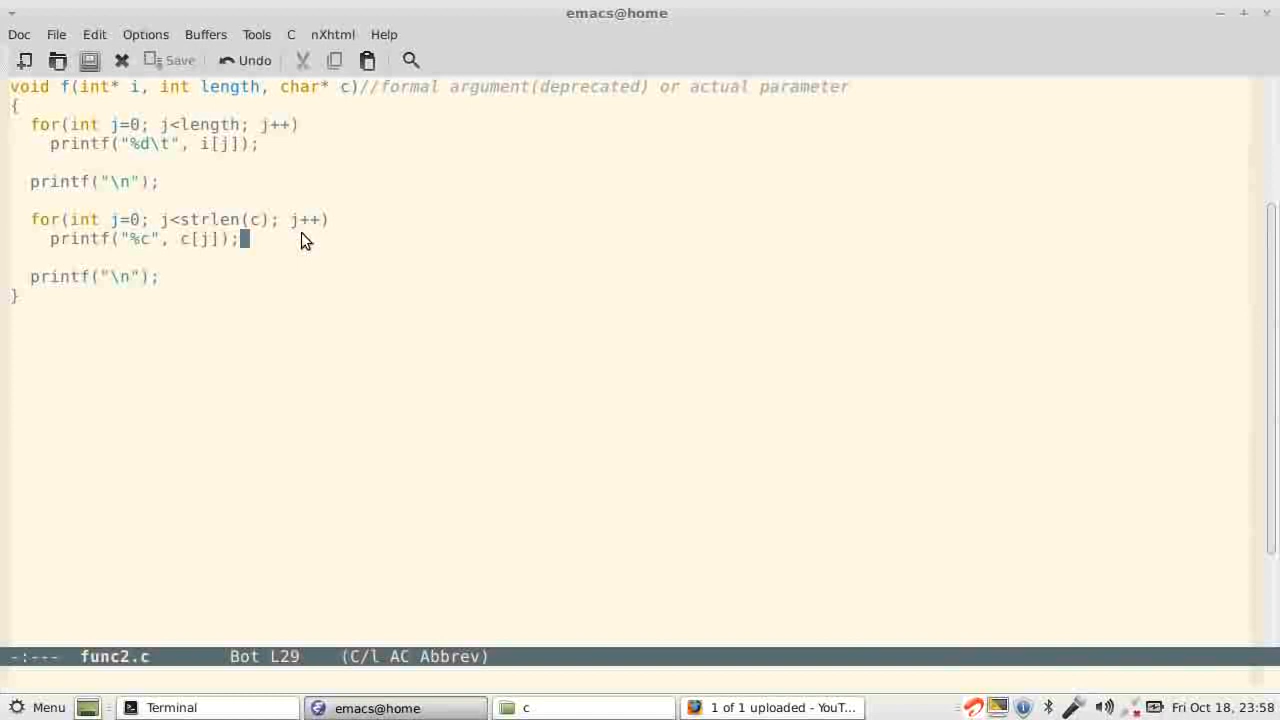 emacs@home
Doc File Edit Options Buffers Tools C nXhtml Help
Save Undo
void f(int* i, int length, char* c)//formal argument(deprecated) or actual parameter
{
for(int j=0; j<length; j++)
printf("%d\t", i[j]);
printf("\n");
for(int j=0; j<strlen(c); j++)
printf("%c", c[j]);
printf("\n");
}
-:--- func2.c Bot L29 (C/l AC Abbrev)
Menu Terminal emacs@home c 1 of 1 uploaded - YouT... Fri Oct 18, 23:58